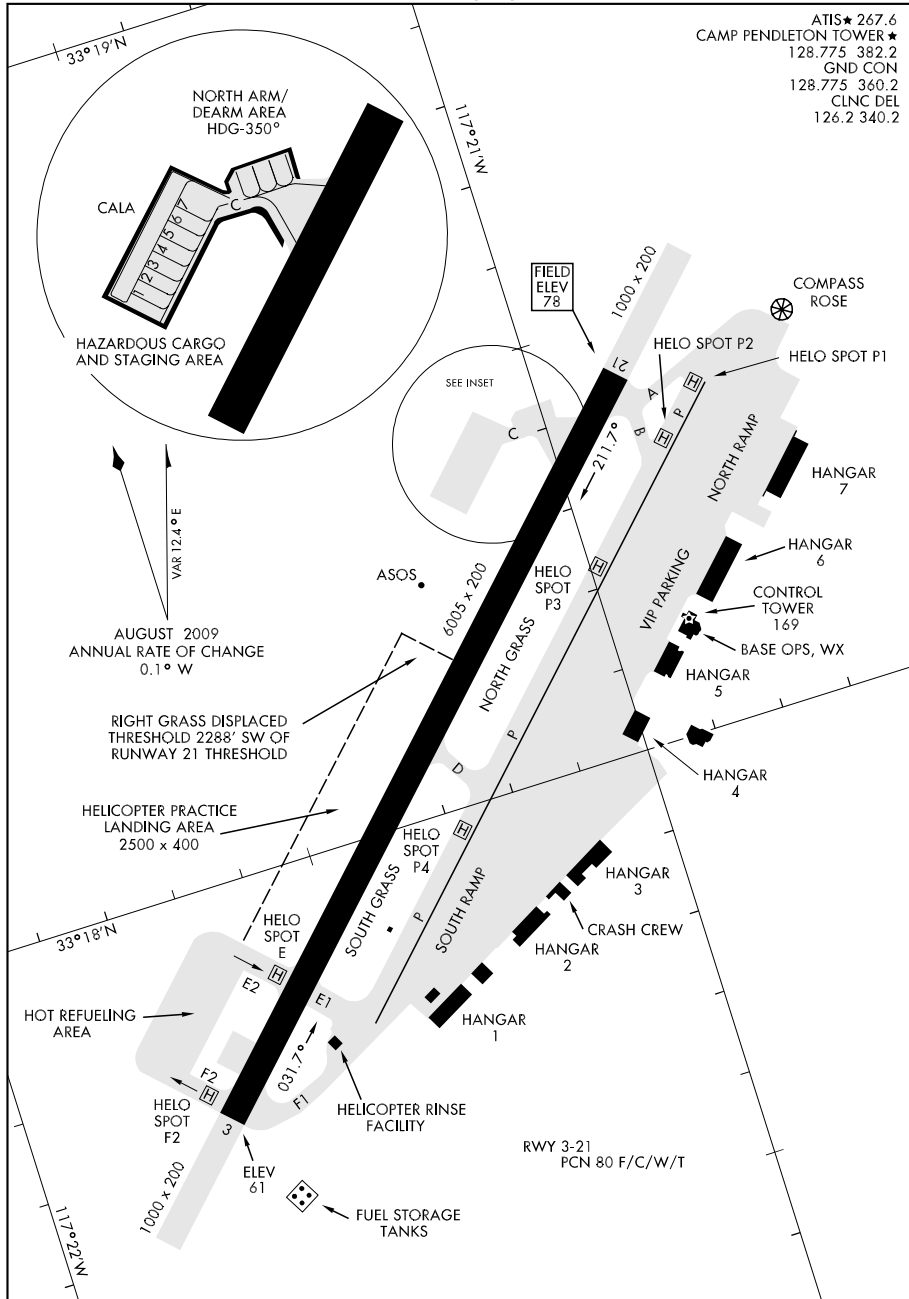 ATIS★ 267.6
CAMP PENDLETON TOWER★
128.775 382.2
GND CON
128.775 360.2
CLNC DEL
126.2 340.2
33°19'N
NORTH ARM/
DEARM AREA
HDG-350°
117°21'W
CALA
C
7
6
5
4
3
2
1
HAZARDOUS CARGO
AND STAGING AREA
FIELD
ELEV
78
1000 x 200
COMPASS
ROSE
HELO SPOT P2
HELO SPOT P1
SEE INSET
21
A
H
P
B
H
C
211.7°
NORTH RAMP
HANGAR
7
VAR 12.4° E
HANGAR
6
ASOS
6005 x 200
HELO
SPOT
P3
H
VIP PARKING
CONTROL
TOWER
169
BASE OPS, WX
AUGUST 2009
ANNUAL RATE OF CHANGE
0.1° W
NORTH GRASS
HANGAR
5
RIGHT GRASS DISPLACED
THRESHOLD 2288' SW OF
RUNWAY 21 THRESHOLD
P
D
HANGAR
4
HELICOPTER PRACTICE
LANDING AREA
2500 x 400
HELO
SPOT
P4
H
HANGAR
3
SOUTH GRASS
SOUTH RAMP
P
CRASH CREW
HANGAR
2
33°18'N
HELO
SPOT
E
H
E2
E1
HANGAR
1
HOT REFUELING
AREA
031.7°
F2
H
F1
HELO
SPOT
F2
3
HELICOPTER RINSE
FACILITY
RWY 3-21
PCN 80 F/C/W/T
ELEV
61
1000 x 200
FUEL STORAGE
TANKS
117°22'W